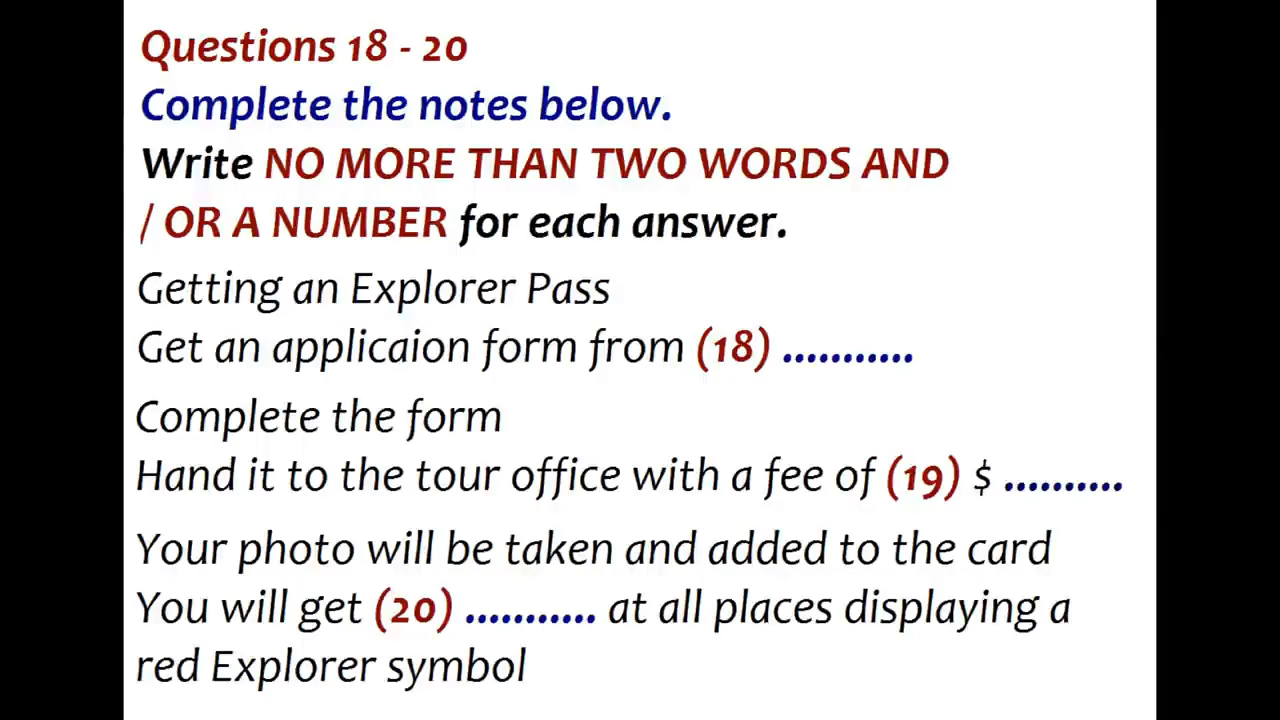 Questions 18 - 20
Complete the notes below.
Write NO MORE THAN TWO WORDS AND
/ OR A NUMBER for each answer.
Getting an Explorer Pass
Get an applicaion form from (18) ...........
Complete the form
Hand it to the tour office with a fee of (19) $ ..........
Your photo will be taken and added to the card
You will get (20) ........... at all places displaying a
red Explorer symbol